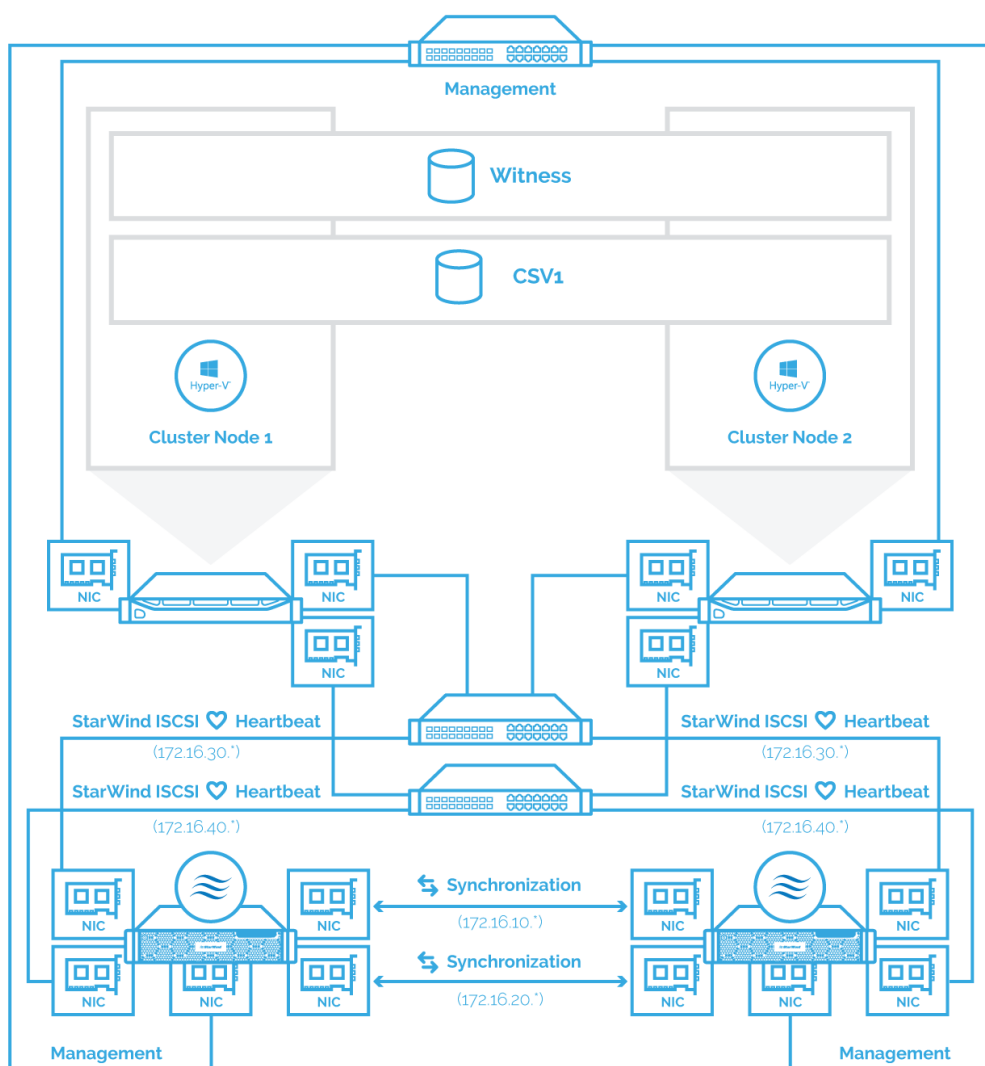 Management
Witness
CSV1
Hyper-V
Hyper-V
Cluster Node 1
Cluster Node 2
NIC
NIC
NIC
NIC
NIC
NIC
StarWind ISCSI Heartbeat
(172.16.30.*)
StarWind ISCSI Heartbeat
(172.16.30.*)
StarWind ISCSI Heartbeat
(172.16.40.*)
StarWind ISCSI Heartbeat
(172.16.40.*)
NIC
NIC
Synchronization
(172.16.10.*)
NIC
NIC
StarWind
StarWind
NIC
NIC
NIC
Synchronization
(172.16.20.*)
NIC
NIC
NIC
Management
Management